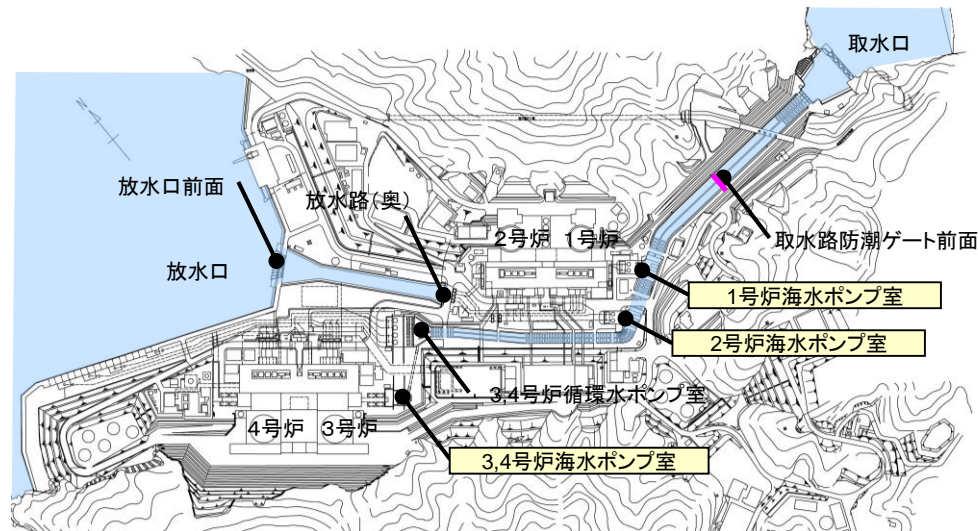 取水口
N
放水口前面
放水路(奥)
2号炉
1号炉
取水路防潮ゲート前面
放水口
1号炉海水ポンプ室
2号炉海水ポンプ室
3,4号炉循環水ポンプ室
4号炉
3号炉
3,4号炉海水ポンプ室